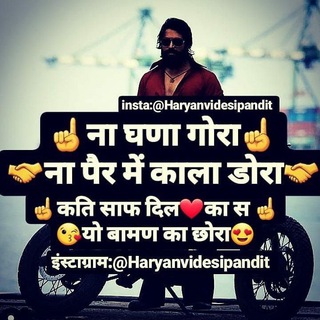 insta:@Haryanvidesipandit
☝ना घणा गोरा☝
🤝ना पैर में काला डोरा🤝
☝कति साफ दिल❤का स☝
😘यो बामण का छोरा😍
इंस्टाग्राम:@Haryanvidesipandit